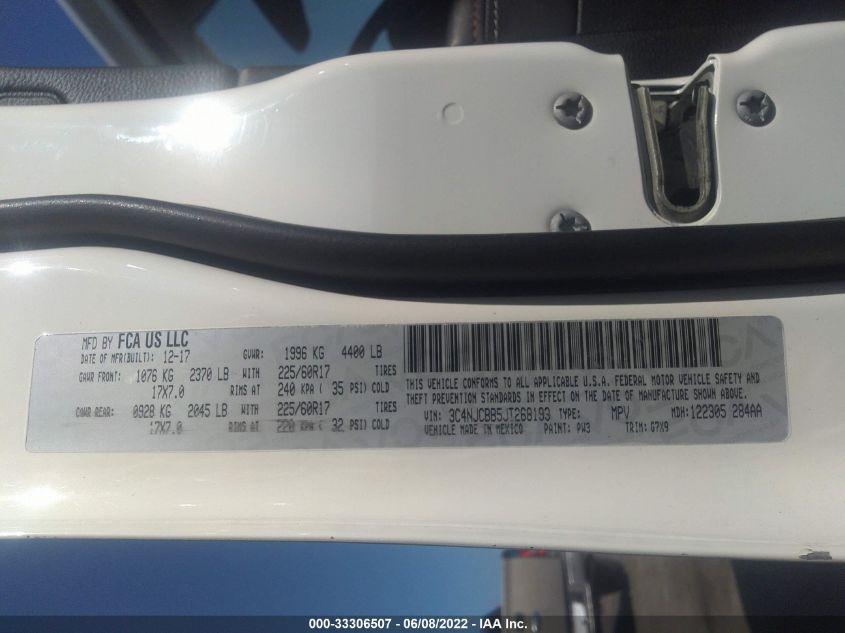 MFD BY FCA US LLC
DATE OF MFR(BUILT): 12-17 GVWR: 1996 KG 4400 LB
GAWR FRONT: 1076 KG 2370 LB WITH 225/60R17 TIRES
17X7.0 RIMS AT 240 KPA ( 35 PSI) COLD
GAWR REAR: 0928 KG 2045 LB WITH 225/60R17 TIRES
17X7.0 RIMS AT 220 KPA ( 32 PSI) COLD
THIS VEHICLE CONFORMS TO ALL APPLICABLE U.S.A. FEDERAL MOTOR VEHICLE SAFETY AND
THEFT PREVENTION STANDARDS IN EFFECT ON THE DATE OF MANUFACTURE SHOWN ABOVE.
VIN: 3C4NJCBB5JT268193 TYPE: MPV MDH: 122305 284AA
VEHICLE MADE IN MEXICO PAINT: PW3 TRIM: G7X9
000-33306507 - 06/08/2022 - IAA Inc.